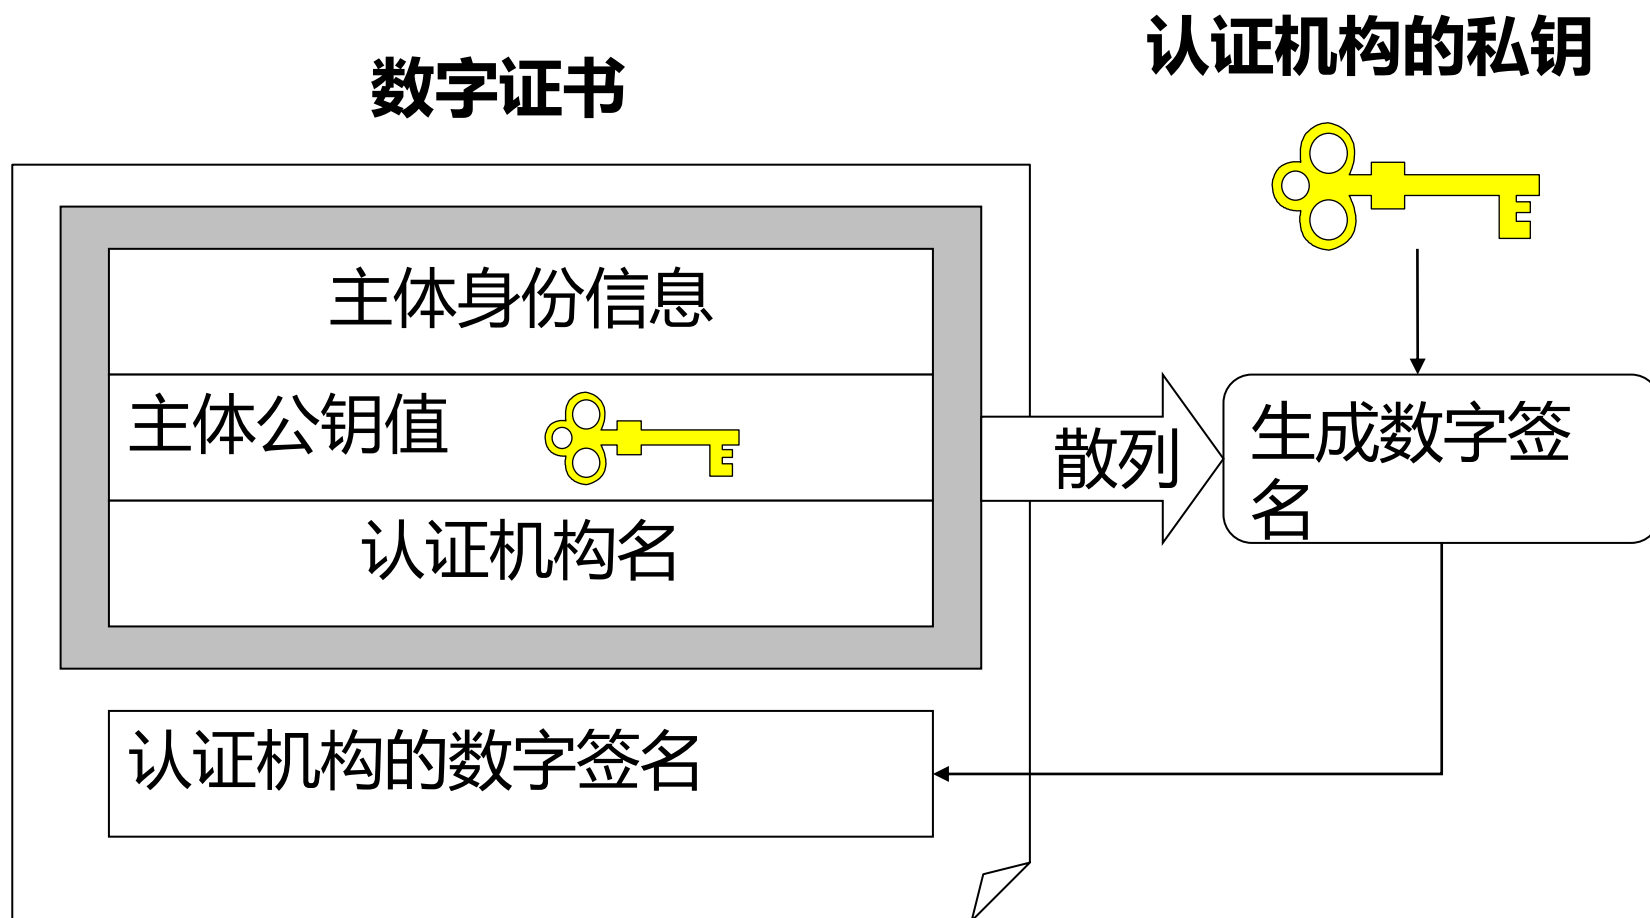 认证机构的私钥
数字证书
主体身份信息
主体公钥值
认证机构名
散列
生成数字签
名
认证机构的数字签名